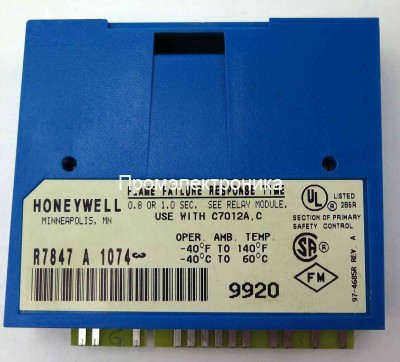 FLAME FAILURE RESPONSE TIME
0.8 OR 1.0 SEC. SEE RELAY MODULE.
Промэлектроника
HONEYWELL
MINNEAPOLIS, MN
USE WITH C7012A,C
UL
LISTED
285R
SECTION OF PRIMARY
SAFETY CONTROL
OPER. AMB. TEMP.
-40°F TO 140°F
-40°C TO 60°C
R7847 A 1074
SA
FM
9920
97-4685R REV. A